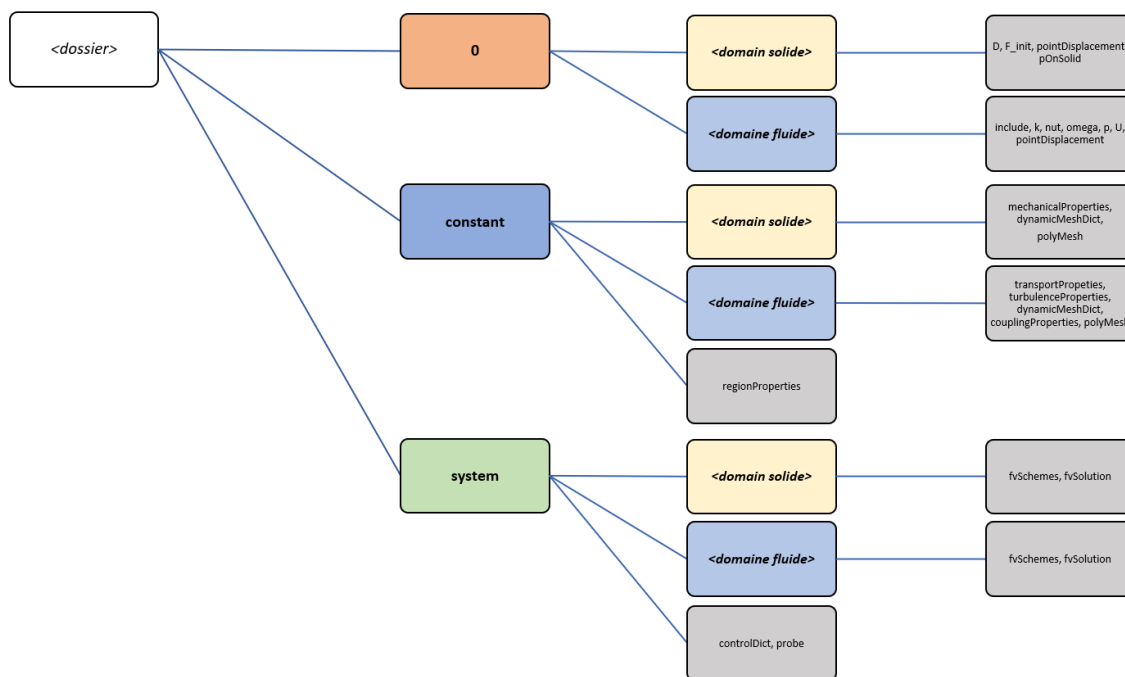 <dossier>
0
<domain solide>
D, F_init, pointDisplacement,
pOnSolid
<domaine fluide>
include, k, nut, omega, p, U,
pointDisplacement
constant
<domain solide>
mechanicalProperties,
dynamicMeshDict,
polyMesh
<domaine fluide>
transportPropeties,
turbulenceProperties,
dynamicMeshDict,
couplingProperties, polyMesh
regionProperties
system
<domain solide>
fvSchemes, fvSolution
<domaine fluide>
fvSchemes, fvSolution
controlDict, probe